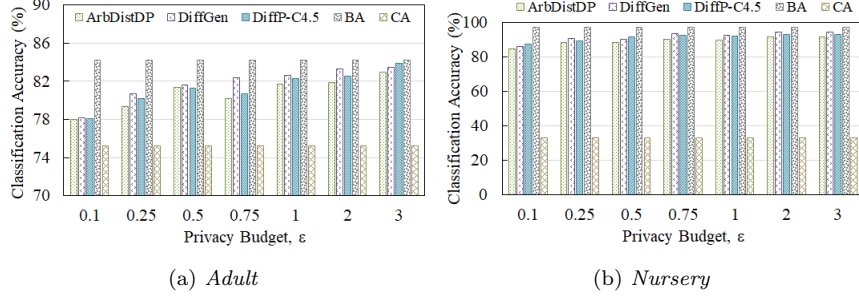 ArbDistDP DiffGen DiffP-C4.5 BA CA
Classification Accuracy (%)
90
86
82
78
74
70
0.1 0.25 0.5 0.75 1 2 3
Privacy Budget, ε
(a) Adult
ArbDistDP DiffGen DiffP-C4.5 BA CA
Classification Accuracy (%)
100
80
60
40
20
0
0.1 0.25 0.5 0.75 1 2 3
Privacy Budget, ε
(b) Nursery